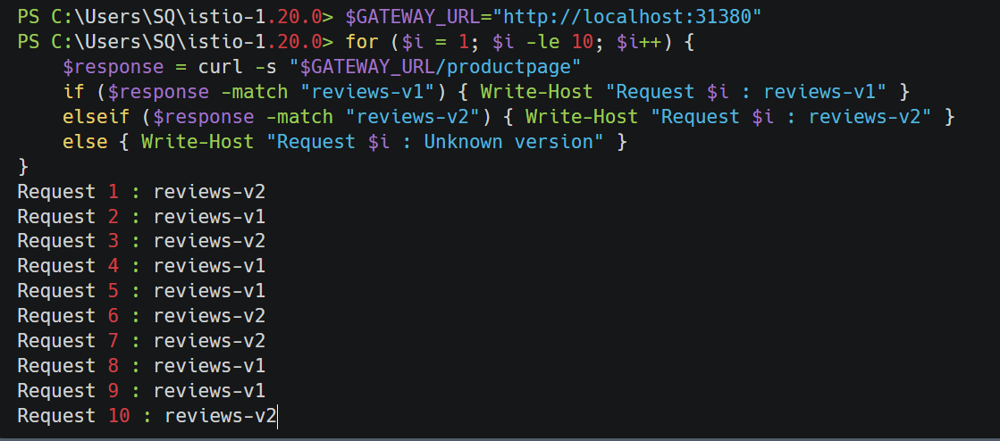 PS C:\Users\SQ\istio-1.20.0> $GATEWAY_URL="http://localhost:31380"
PS C:\Users\SQ\istio-1.20.0> for ($i = 1; $i -le 10; $i++) {
    $response = curl -s "$GATEWAY_URL/productpage"
    if ($response -match "reviews-v1") { Write-Host "Request $i : reviews-v1" }
    elseif ($response -match "reviews-v2") { Write-Host "Request $i : reviews-v2" }
    else { Write-Host "Request $i : Unknown version" }
}
Request 1 : reviews-v2
Request 2 : reviews-v1
Request 3 : reviews-v2
Request 4 : reviews-v1
Request 5 : reviews-v1
Request 6 : reviews-v2
Request 7 : reviews-v2
Request 8 : reviews-v1
Request 9 : reviews-v1
Request 10 : reviews-v2